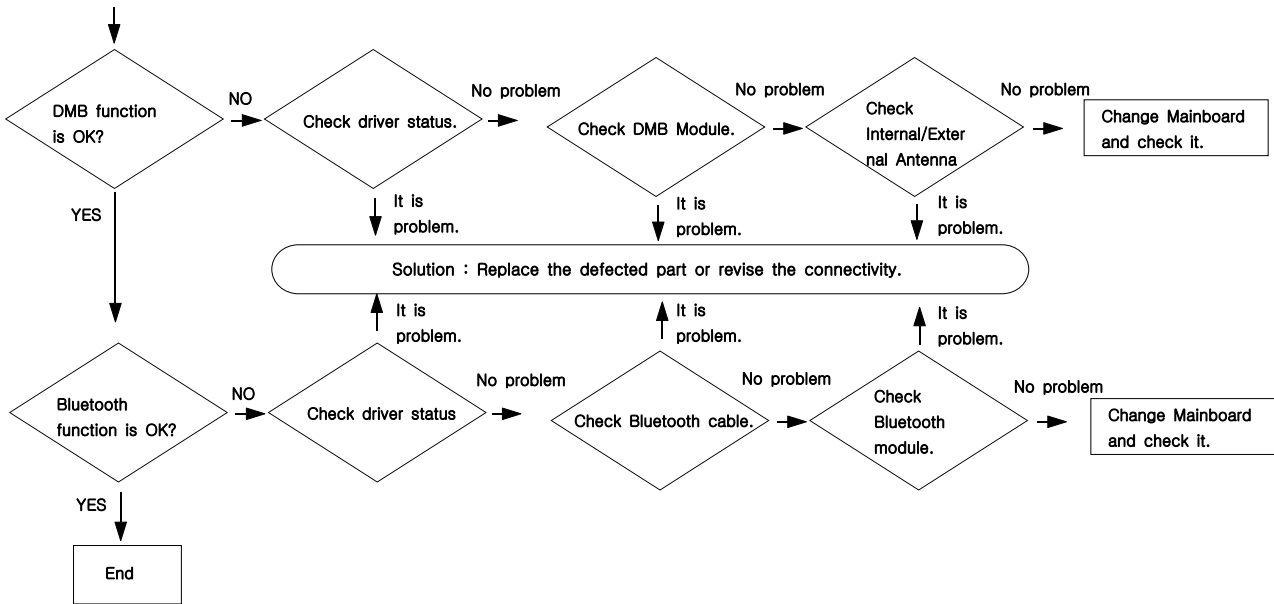 DMB function
is OK?
NO
Check driver status.
No problem
Check DMB Module.
No problem
Check
Internal/Exter
nal Antenna
No problem
Change Mainboard
and check it.
YES
It is
problem.
It is
problem.
It is
problem.
Solution : Replace the defected part or revise the connectivity.
It is
problem.
It is
problem.
It is
problem.
Bluetooth
function is OK?
NO
Check driver status
No problem
Check Bluetooth cable.
No problem
Check
Bluetooth
module.
No problem
Change Mainboard
and check it.
YES
End